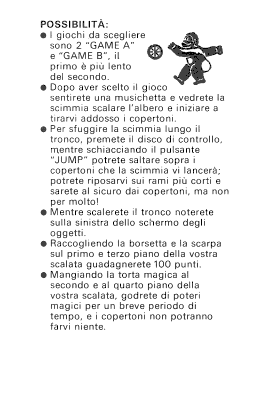 POSSIBILITÀ:
● I giochi da scegliere
sono 2 "GAME A"
e "GAME B", il
primo è più lento
del secondo.
● Dopo aver scelto il gioco
sentirete una musichetta e vedrete la
scimmia scalare l'albero e iniziare a
tirarvi addosso i copertoni.
● Per sfuggire la scimmia lungo il
tronco, premete il disco di controllo,
mentre schiacciando il pulsante
"JUMP" potrete saltare sopra i
copertoni che la scimmia vi lancerà;
potrete riposarvi sui rami più corti e
sarete al sicuro dai copertoni, ma non
per molto!
● Mentre scalerete il tronco noterete
sulla sinistra dello schermo degli
oggetti.
● Raccogliendo la borsetta e la scarpa
sul primo e terzo piano della vostra
scalata guadagnerete 100 punti.
● Mangiando la torta magica al
secondo e al quarto piano della
vostra scalata, godrete di poteri
magici per un breve periodo di
tempo, e i copertoni non potranno
farvi niente.